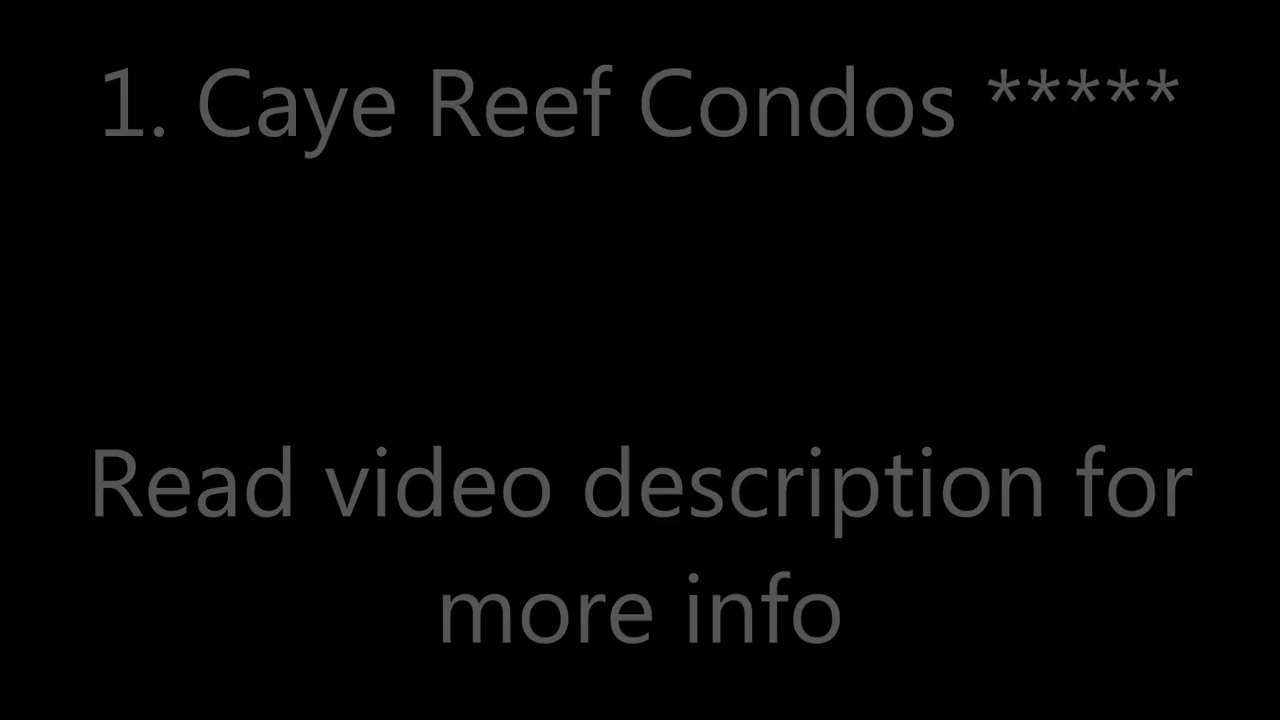 1. Caye Reef Condos *****
Read video description for
more info